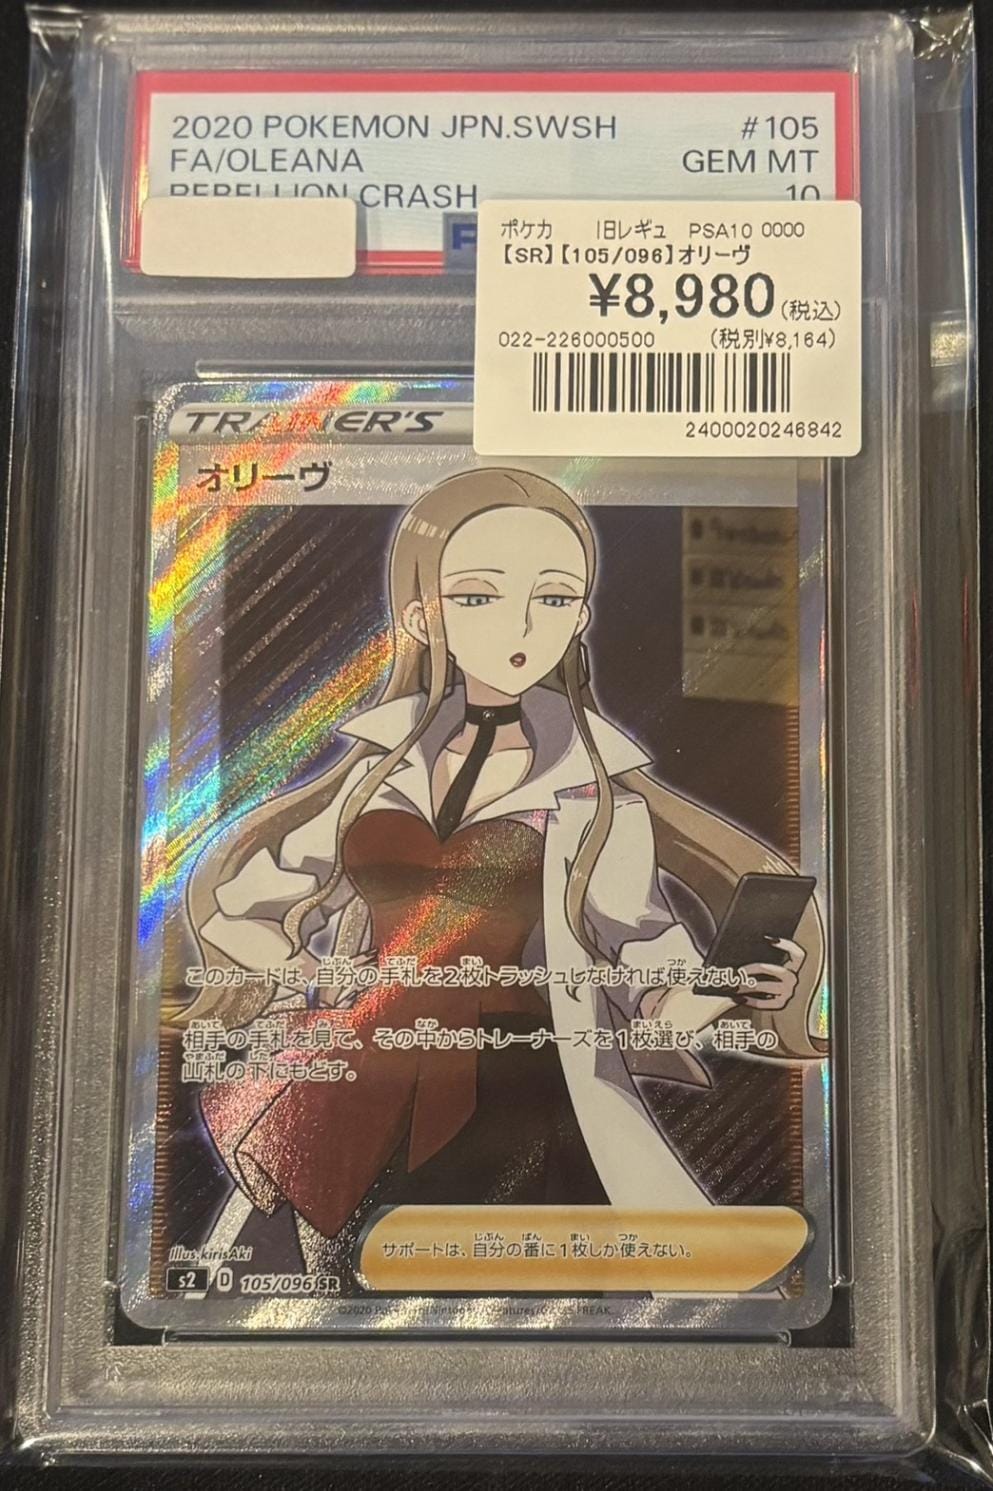 2020 POKEMON JPN.SWSH #105
FA/OLEANA GEM MT
REBELLION CRASH 10
P
ポケカ 旧レギュ PSA10 0000
【SR】【105/096】オリーヴ
¥8,980(税込)
022-226000500 (税別¥8,164)
2400020246842
TRAINER'S
オリーヴ
このカードは、自分の手札を2枚トラッシュしなければ使えない。
相手の手札を見て、その中からトレーナーズを1枚選び、相手の
山札の下にもどす。
サポートは、自分の番に1枚しか使えない。
Illus. kirisAki
s2 D 105/096 SR
©2020